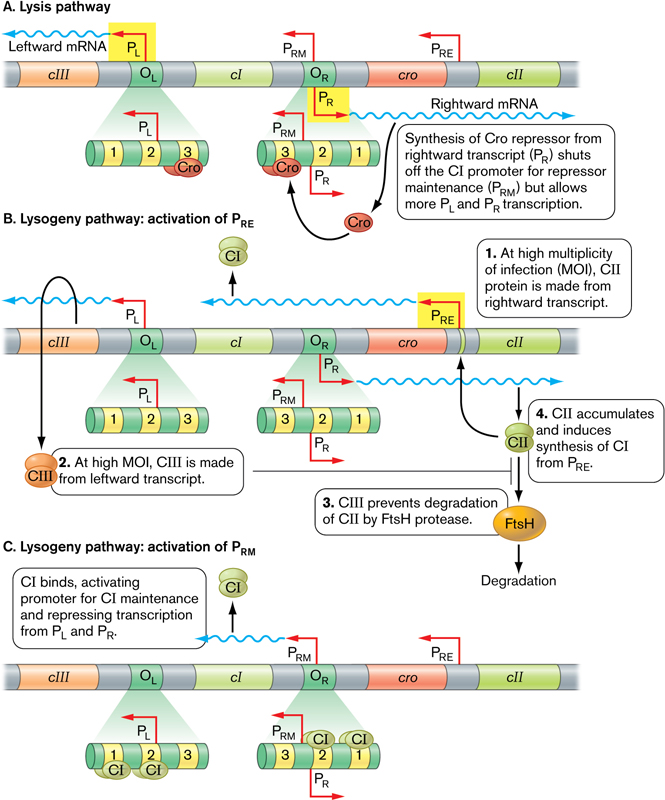 A. Lysis pathway
Leftward mRNA
PL
PRM
PRE
cIII
OL
cI
OR
cro
cII
PR
Rightward mRNA
PL
PRM
1 2 3
3 2 1
Cro
Cro
PR
Synthesis of Cro repressor from
rightward transcript (PR) shuts
off the CI promoter for repressor
maintenance (PRM) but allows
more PL and PR transcription.
Cro
B. Lysogeny pathway: activation of PRE
CI
1. At high multiplicity
of infection (MOI), CII
protein is made from
rightward transcript.
PL
PRE
cIII
OL
cI
OR
cro
cII
PR
PL
PRM
1 2 3
3 2 1
PR
CIII
2. At high MOI, CIII is made
from leftward transcript.
CII
4. CII accumulates
and induces
synthesis of CI
from PRE.
3. CIII prevents degradation
of CII by FtsH protease.
FtsH
Degradation
C. Lysogeny pathway: activation of PRM
CI binds, activating
promoter for CI maintenance
and repressing transcription
from PL and PR.
CI
PRM
PRE
cIII
OL
cI
OR
cro
cII
PL
PRM
CI
CI
1 2 3
3 2 1
CI
CI
PR